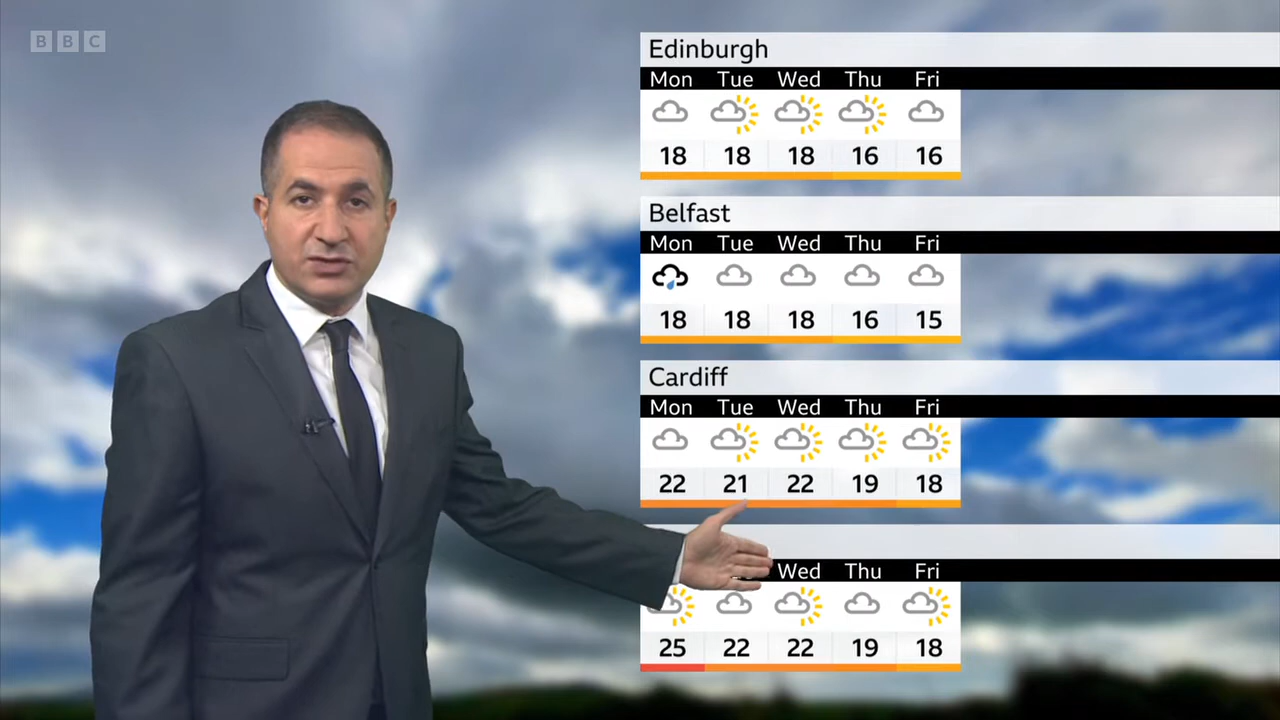 BBC
Edinburgh
Mon Tue Wed Thu Fri
18 18 18 16 16
Belfast
Mon Tue Wed Thu Fri
18 18 18 16 15
Cardiff
Mon Tue Wed Thu Fri
22 21 22 19 18
Wed Thu Fri
25 22 22 19 18